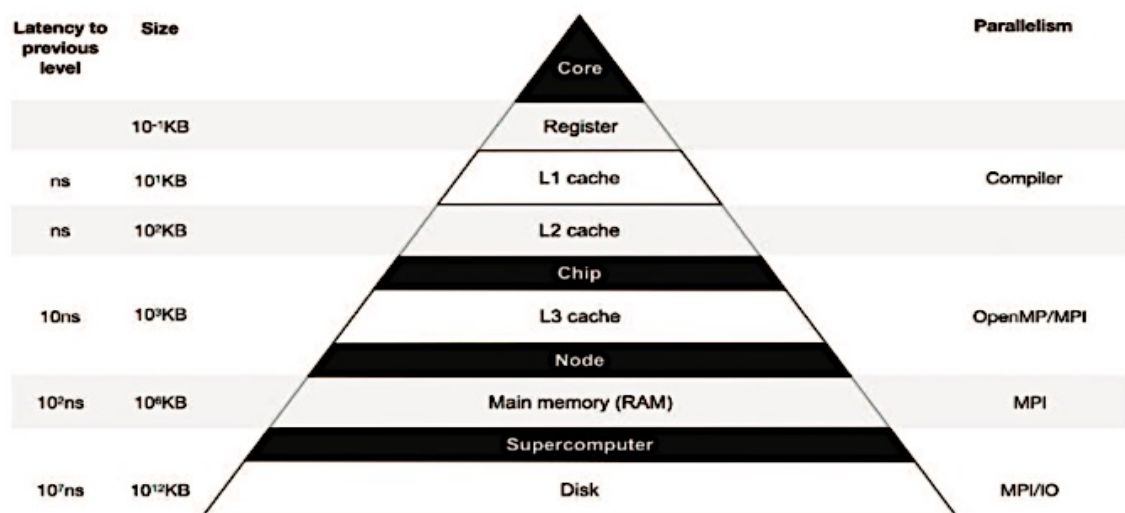 Latency to previous level Size Parallelism
Core
10⁻¹KB Register
ns 10¹KB L1 cache Compiler
ns 10²KB L2 cache
Chip
10ns 10³KB L3 cache OpenMP/MPI
Node
10²ns 10⁶KB Main memory (RAM) MPI
Supercomputer
10⁷ns 10¹²KB Disk MPI/IO